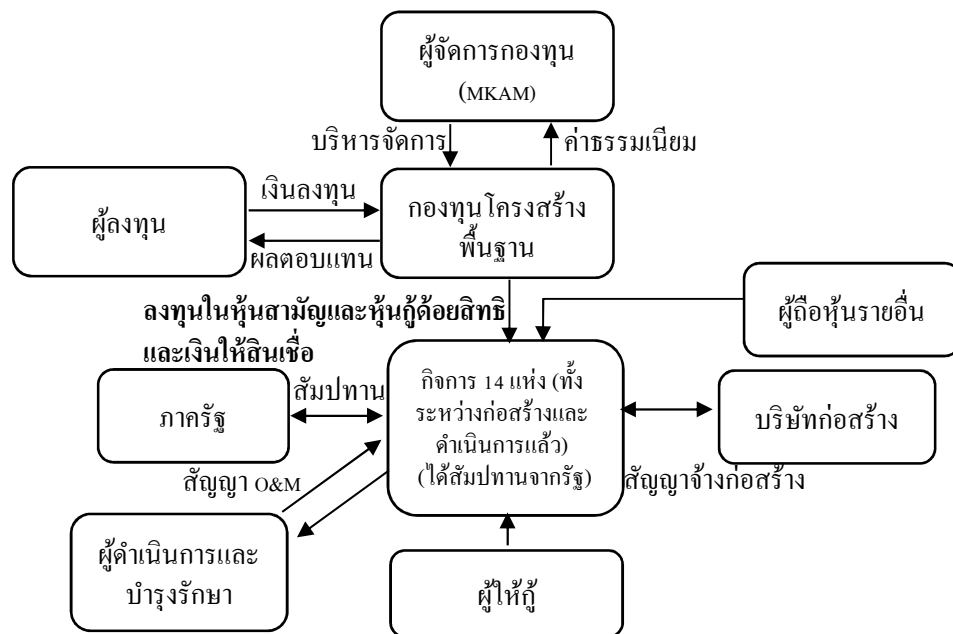 ผู้จัดการกองทุน
(MKAM)
บริหารจัดการ
ค่าธรรมเนียม
เงินลงทุน
ผู้ลงทุน
กองทุนโครงสร้าง
พื้นฐาน
ผลตอบแทน
ลงทุนในหุ้นสามัญและหุ้นกู้ด้อยสิทธิ
และเงินให้สินเชื่อ
ผู้ถือหุ้นรายอื่น
สัมปทาน
ภาครัฐ
กิจการ 14 แห่ง (ทั้ง
ระหว่างก่อสร้างและ
ดำเนินการแล้ว)
(ได้สัมปทานจากรัฐ)
บริษัทก่อสร้าง
สัญญา O&M
สัญญาจ้างก่อสร้าง
ผู้ดำเนินการและ
บำรุงรักษา
ผู้ให้กู้